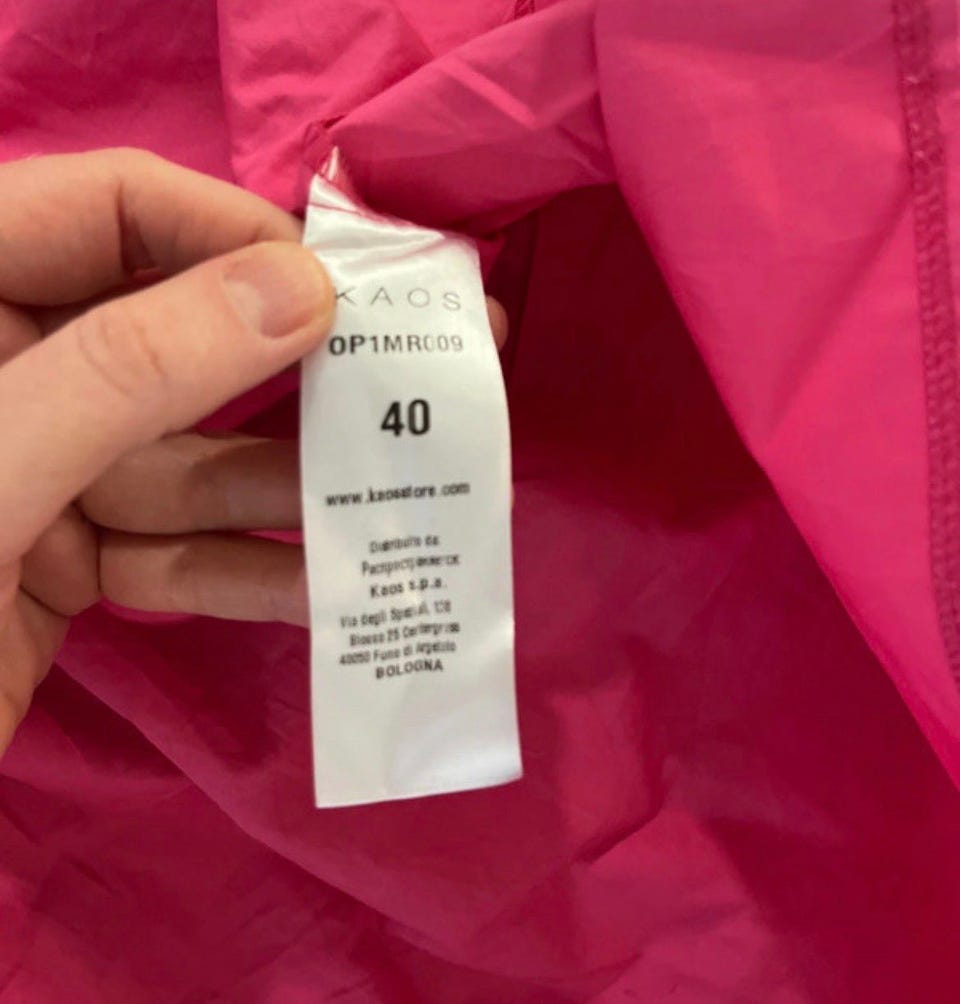 KAOS
OP1MR009
40
www.kaosstore.com
Distribuito da
Распространяется
Kaos s.p.a.
Via degli Speziali,
Blocco 25 Centergross
40050 Funo di Argelato
BOLOGNA